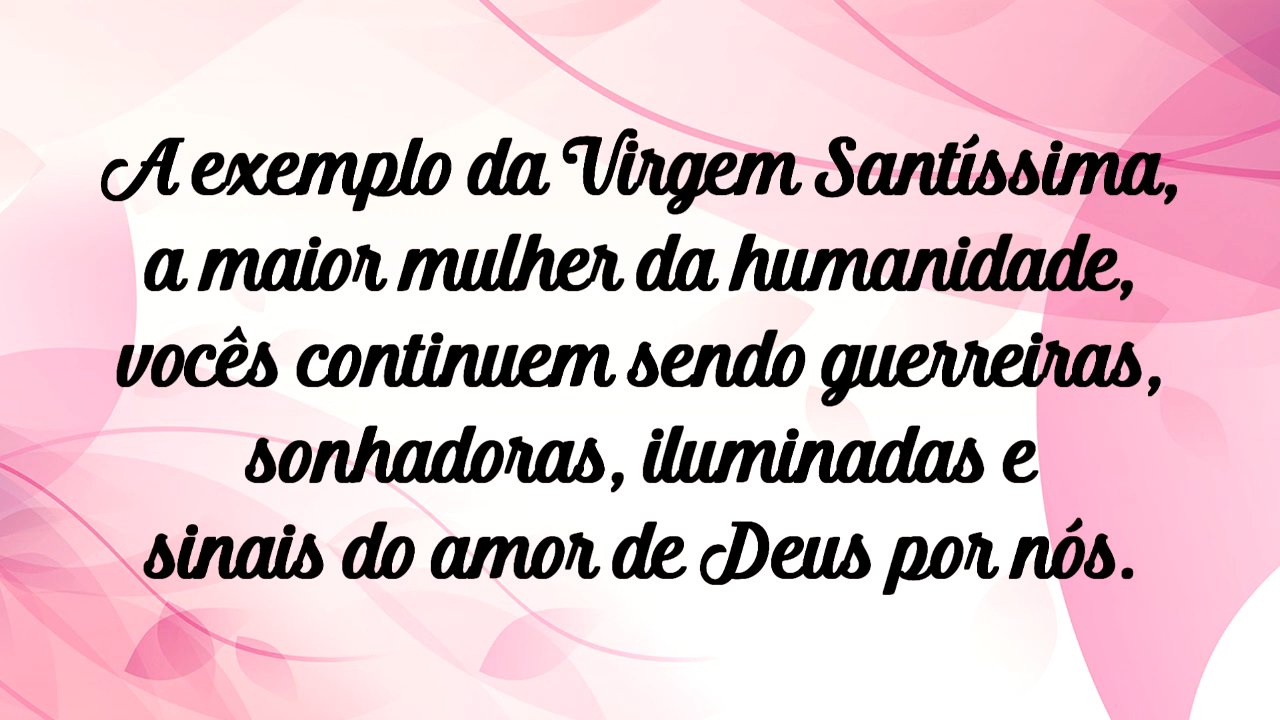 A exemplo da Virgem Santíssima,
a maior mulher da humanidade,
vocês continuem sendo guerreiras,
sonhadoras, iluminadas e
sinais do amor de Deus por nós.